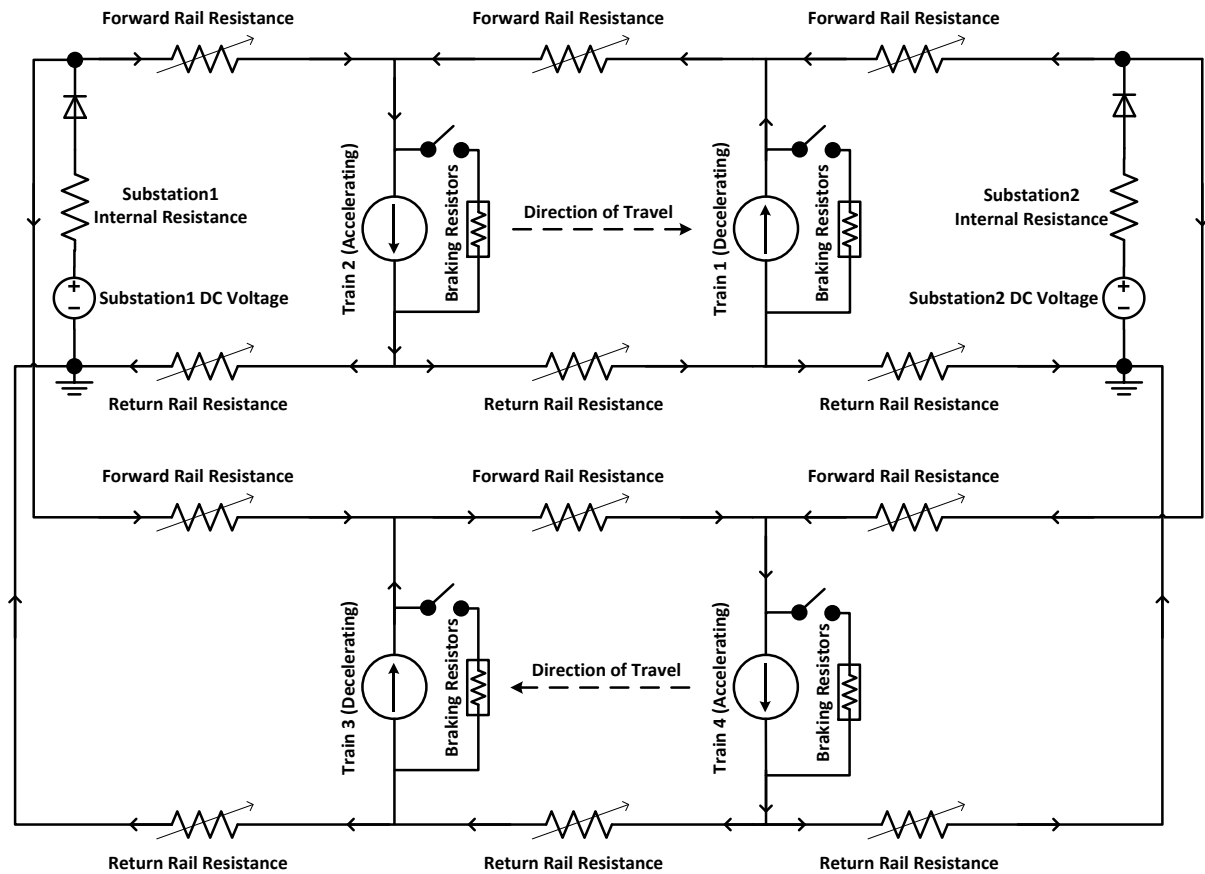 Forward Rail Resistance
Forward Rail Resistance
Forward Rail Resistance
Substation1
Internal Resistance
Substation1 DC Voltage
+
−
Train 2 (Accelerating)
Braking Resistors
Direction of Travel
Train 1 (Decelerating)
Braking Resistors
Substation2
Internal Resistance
Substation2 DC Voltage
+
−
Return Rail Resistance
Return Rail Resistance
Return Rail Resistance
Forward Rail Resistance
Forward Rail Resistance
Forward Rail Resistance
Train 3 (Decelerating)
Braking Resistors
Direction of Travel
Train 4 (Accelerating)
Braking Resistors
Return Rail Resistance
Return Rail Resistance
Return Rail Resistance